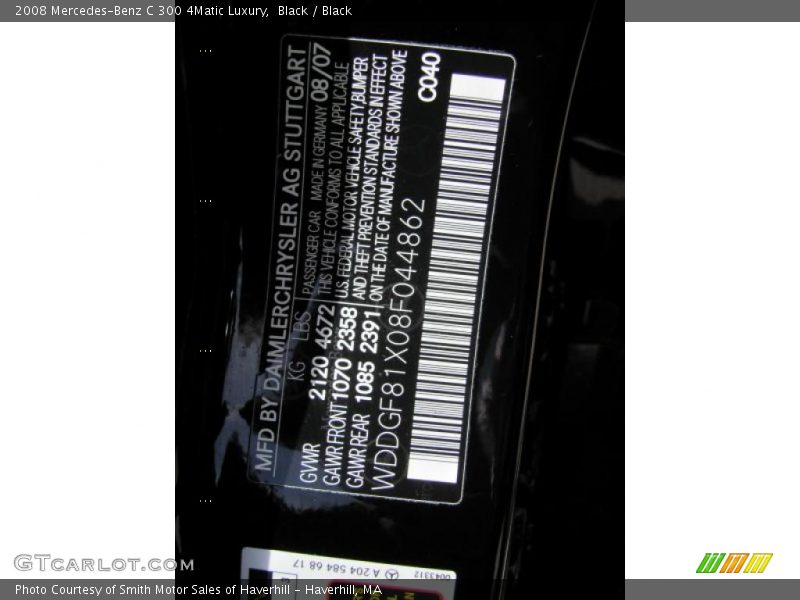 2008 Mercedes-Benz C 300 4Matic Luxury, Black / Black
MFD BY DAIMLERCHRYSLER AG STUTTGART
KG LBS PASSENGER CAR MADE IN GERMANY 08/07
GVWR 2120 4672 THIS VEHICLE CONFORMS TO ALL APPLICABLE
GAWR FRONT 1070 2358 U.S. FEDERAL MOTOR VEHICLE SAFETY, BUMPER
GAWR REAR 1085 2391 AND THEFT PREVENTION STANDARDS IN EFFECT
ON THE DATE OF MANUFACTURE SHOWN ABOVE
WDDGF81X08F044862 C040
0043312 A 204 584 68 17
GTCARLOT.COM
Photo Courtesy of Smith Motor Sales of Haverhill - Haverhill, MA